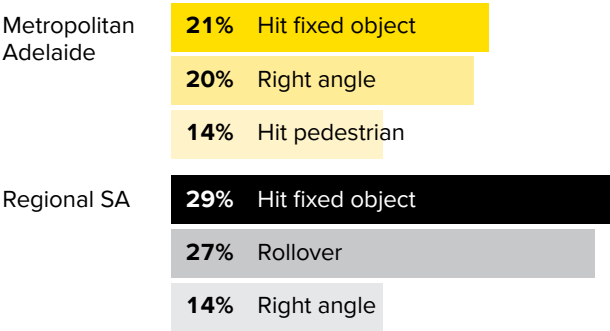 Metropolitan
Adelaide
21% Hit fixed object
20% Right angle
14% Hit pedestrian
Regional SA
29% Hit fixed object
27% Rollover
14% Right angle